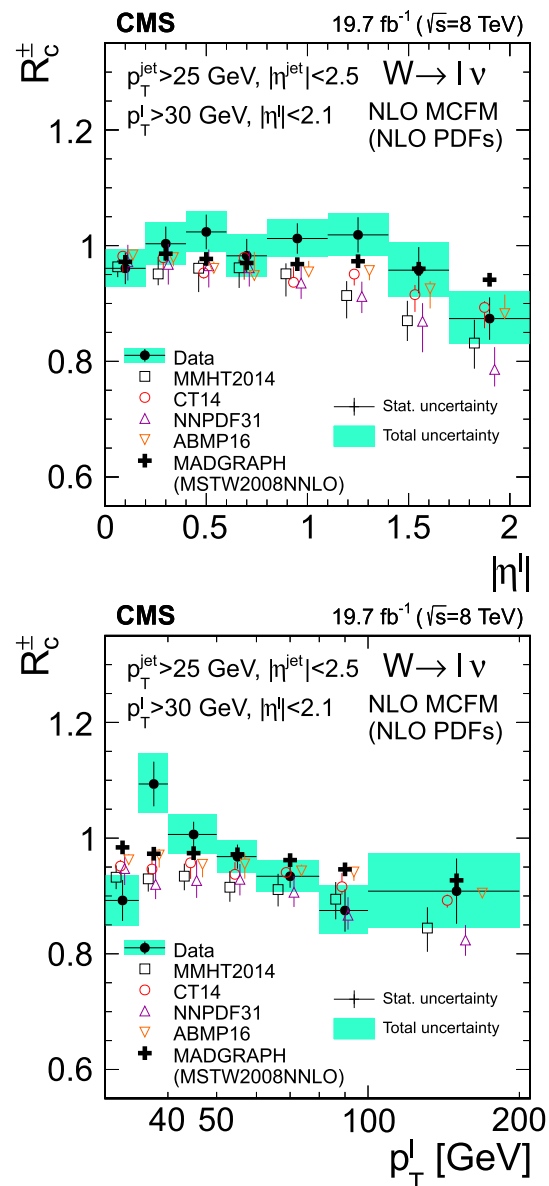 CMS 19.7 fb⁻¹ (√s=8 TeV)
R_c^±
p_T^jet>25 GeV, |η^jet|<2.5 W→l ν
p_T^l>30 GeV, |η^l|<2.1 NLO MCFM
(NLO PDFs)
1.2
1
0.8
0.6
Data
MMHT2014
CT14
NNPDF31
ABMP16
MADGRAPH
(MSTW2008NNLO)
Stat. uncertainty
Total uncertainty
0 0.5 1 1.5 2
|η^l|
CMS 19.7 fb⁻¹ (√s=8 TeV)
R_c^±
p_T^jet>25 GeV, |η^jet|<2.5 W→l ν
p_T^l>30 GeV, |η^l|<2.1 NLO MCFM
(NLO PDFs)
1.2
1
0.8
0.6
Data
MMHT2014
CT14
NNPDF31
ABMP16
MADGRAPH
(MSTW2008NNLO)
Stat. uncertainty
Total uncertainty
40 50 100 200
p_T^l [GeV]